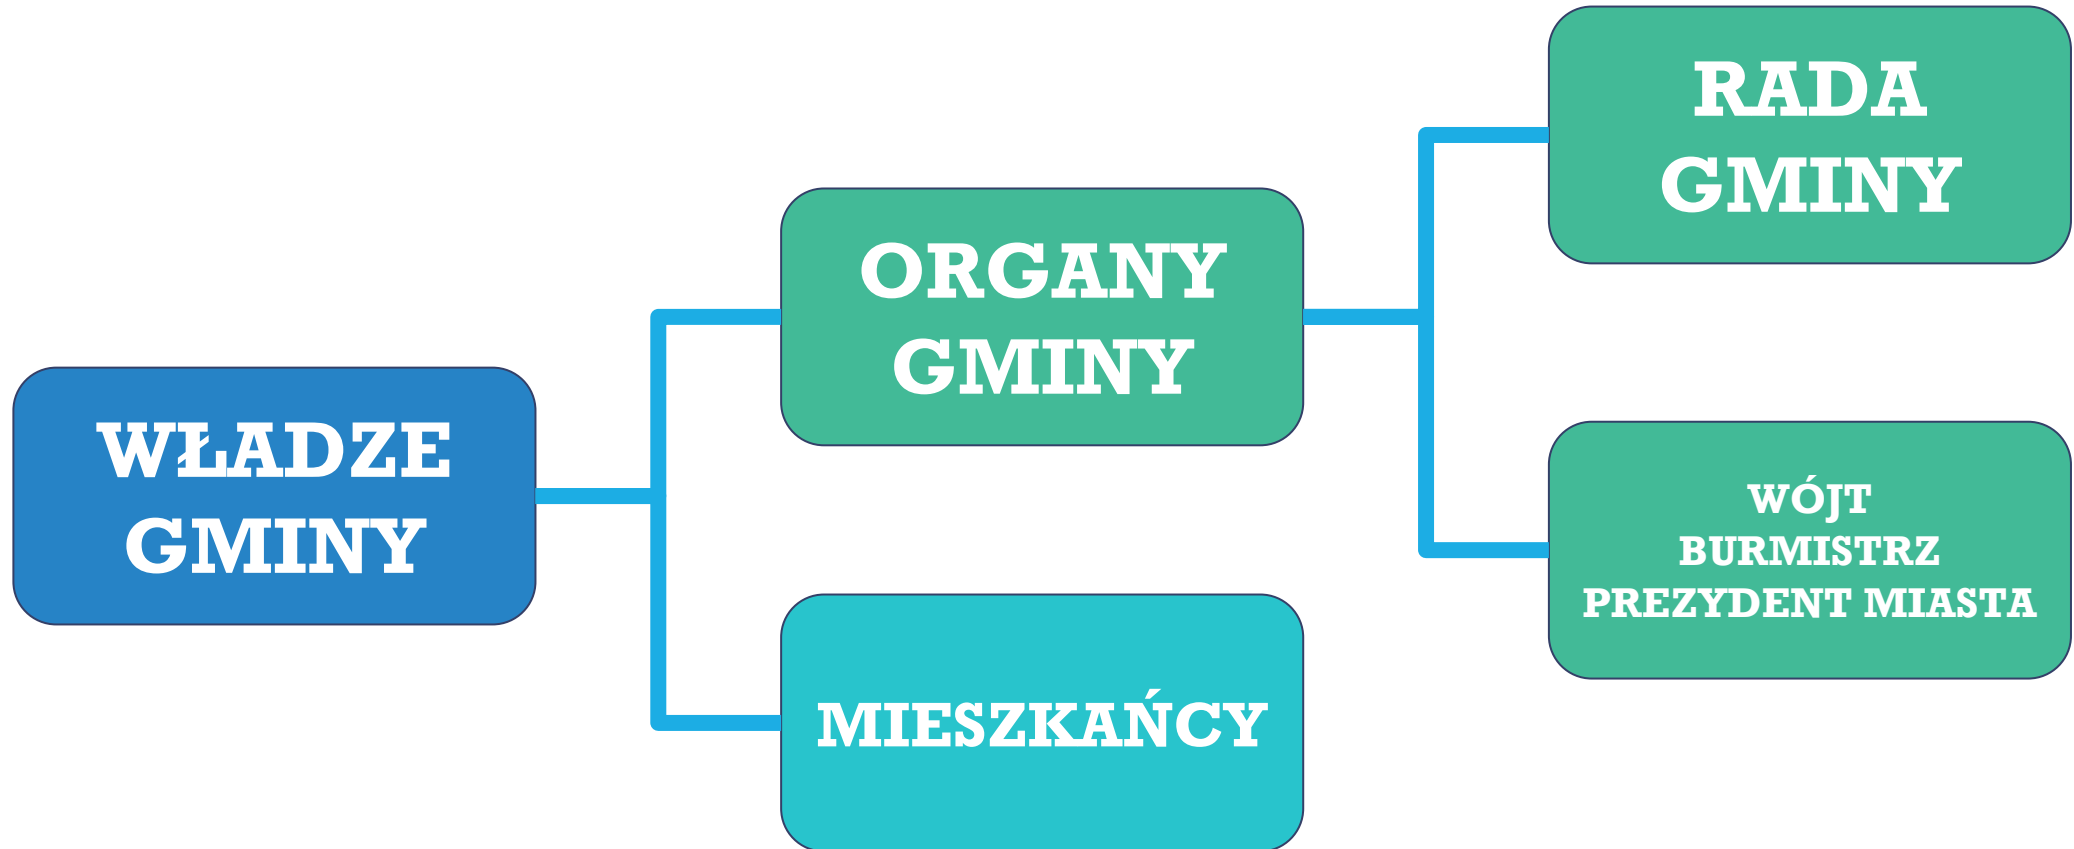 WŁADZE
GMINY
ORGANY
GMINY
MIESZKAŃCY
RADA
GMINY
WÓJT
BURMISTRZ
PREZYDENT MIASTA